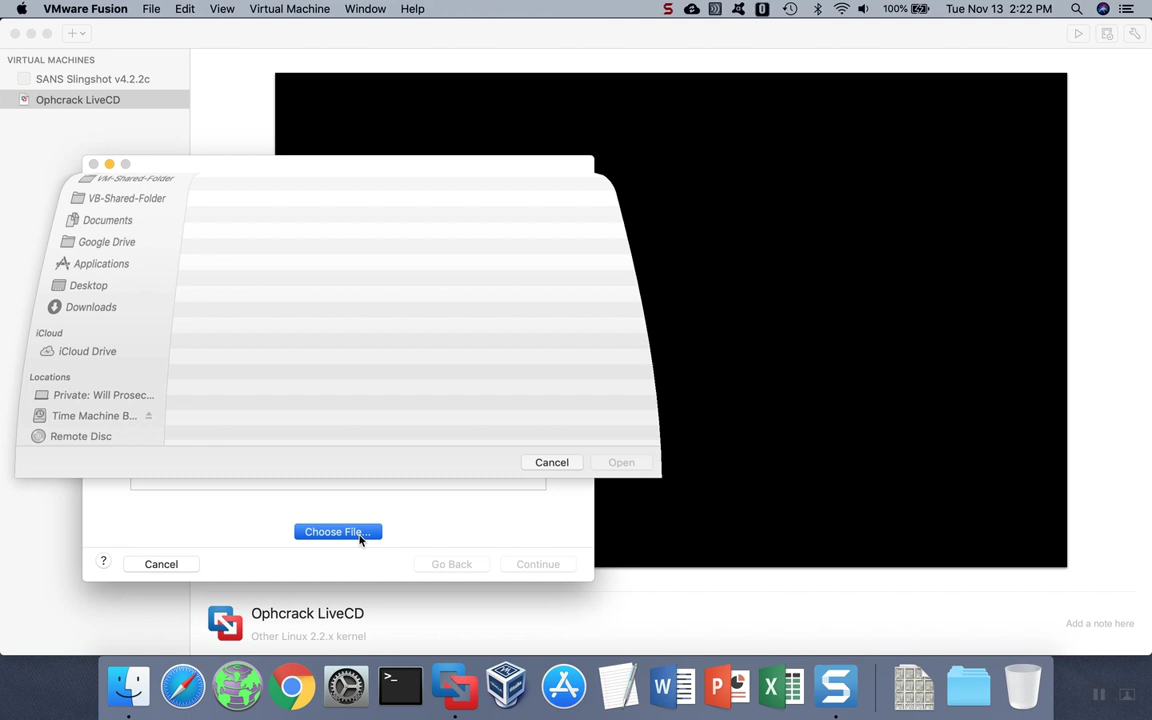 VMware Fusion File Edit View Virtual Machine Window Help 100% Tue Nov 13 2:22 PM
VIRTUAL MACHINES
SANS Slingshot v4.2.2c
Ophcrack LiveCD
VM-Shared-Folder
VB-Shared-Folder
Documents
Google Drive
Applications
Desktop
Downloads
iCloud
iCloud Drive
Locations
Private: Will Prosec...
Time Machine B...
Remote Disc
Cancel Open
Choose File...
? Cancel Go Back Continue
Ophcrack LiveCD
Other Linux 2.2.x kernel
Add a note here